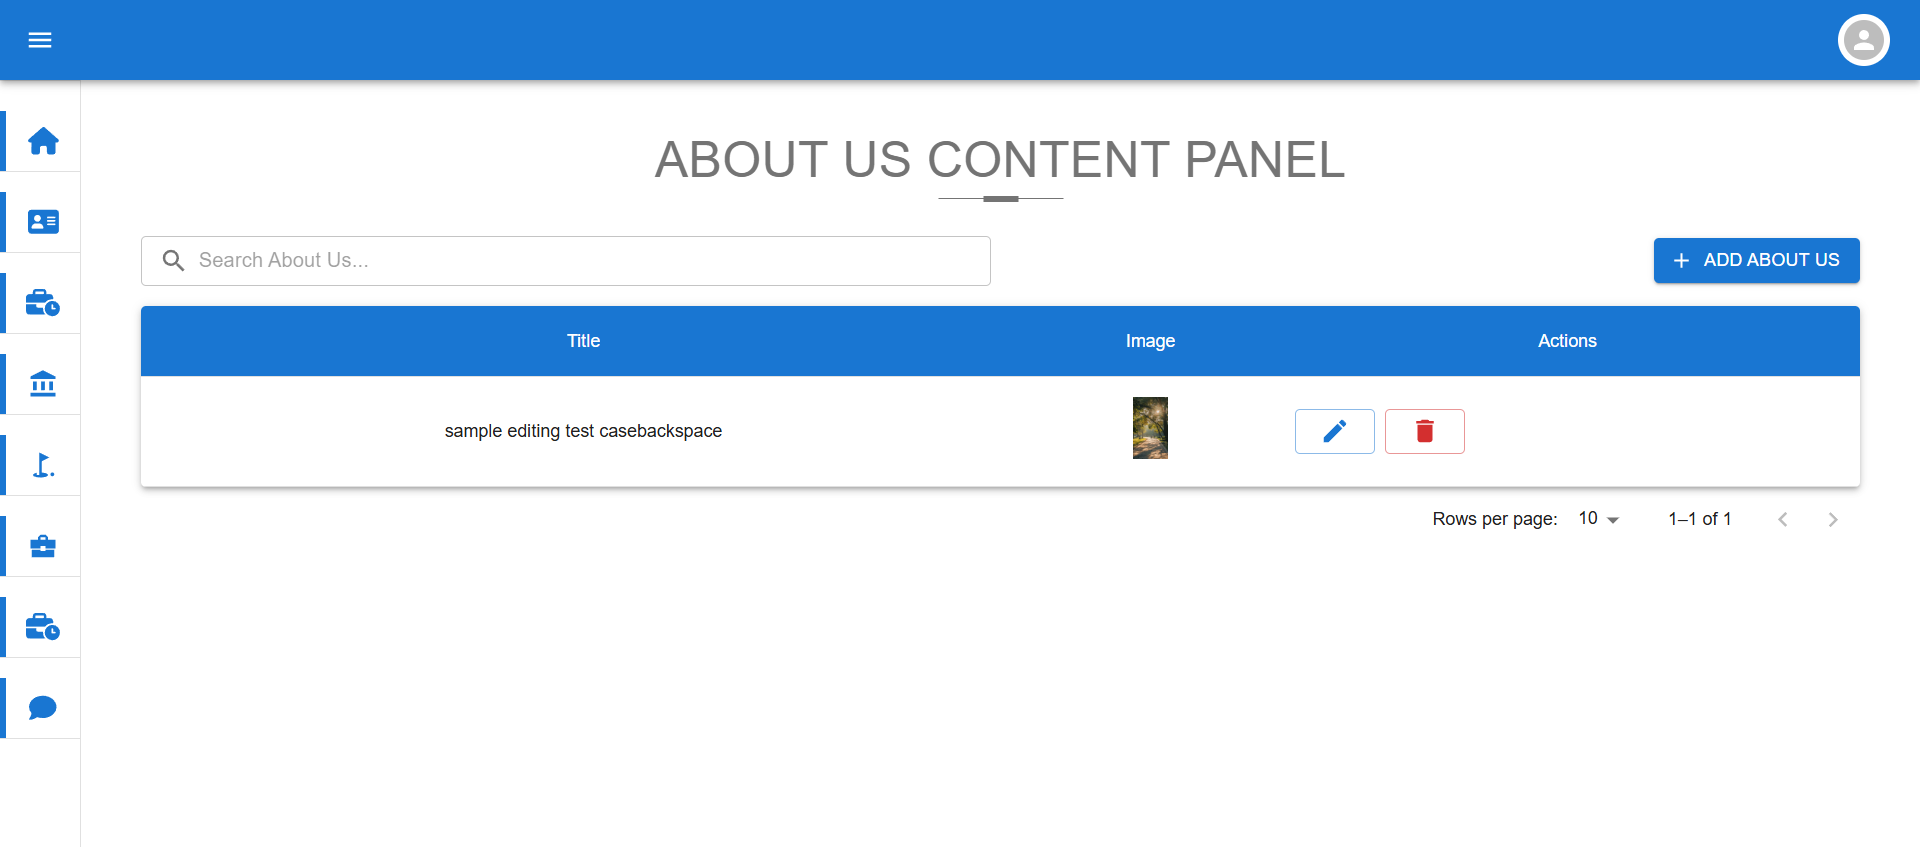 ABOUT US CONTENT PANEL
Search About Us...
ADD ABOUT US
Title Image Actions
sample editing test casebackspace
Rows per page: 10 1–1 of 1